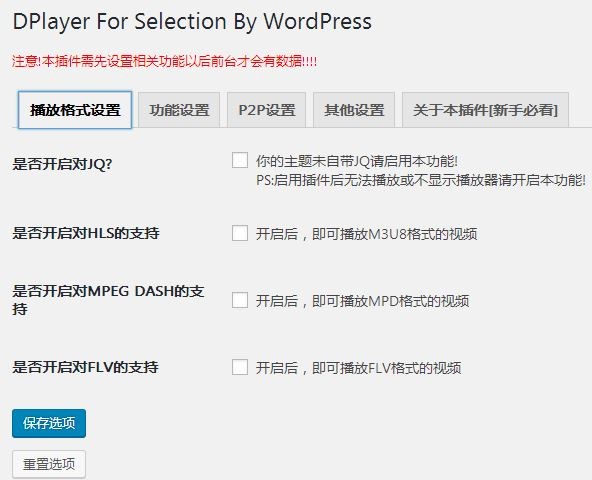 DPlayer For Selection By WordPress
注意!本插件需先设置相关功能以后前台才会有数据!!!!
播放格式设置 功能设置 P2P设置 其他设置 关于本插件[新手必看]
是否开启对JQ? 你的主题未自带JQ请启用本功能!
PS:启用插件后无法播放或不显示播放器请开启本功能!
是否开启对HLS的支持 开启后，即可播放M3U8格式的视频
是否开启对MPEG DASH的支
持
开启后，即可播放MPD格式的视频
是否开启对FLV的支持 开启后，即可播放FLV格式的视频
保存选项
重置选项